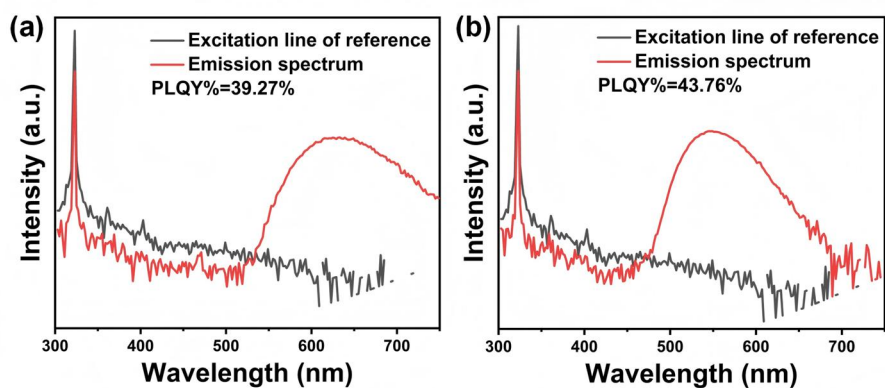 (a)
Excitation line of reference
Emission spectrum
PLQY%=39.27%
Intensity (a.u.)
300 400 500 600 700
Wavelength (nm)
(b)
Excitation line of reference
Emission spectrum
PLQY%=43.76%
Intensity (a.u.)
300 400 500 600 700
Wavelength (nm)